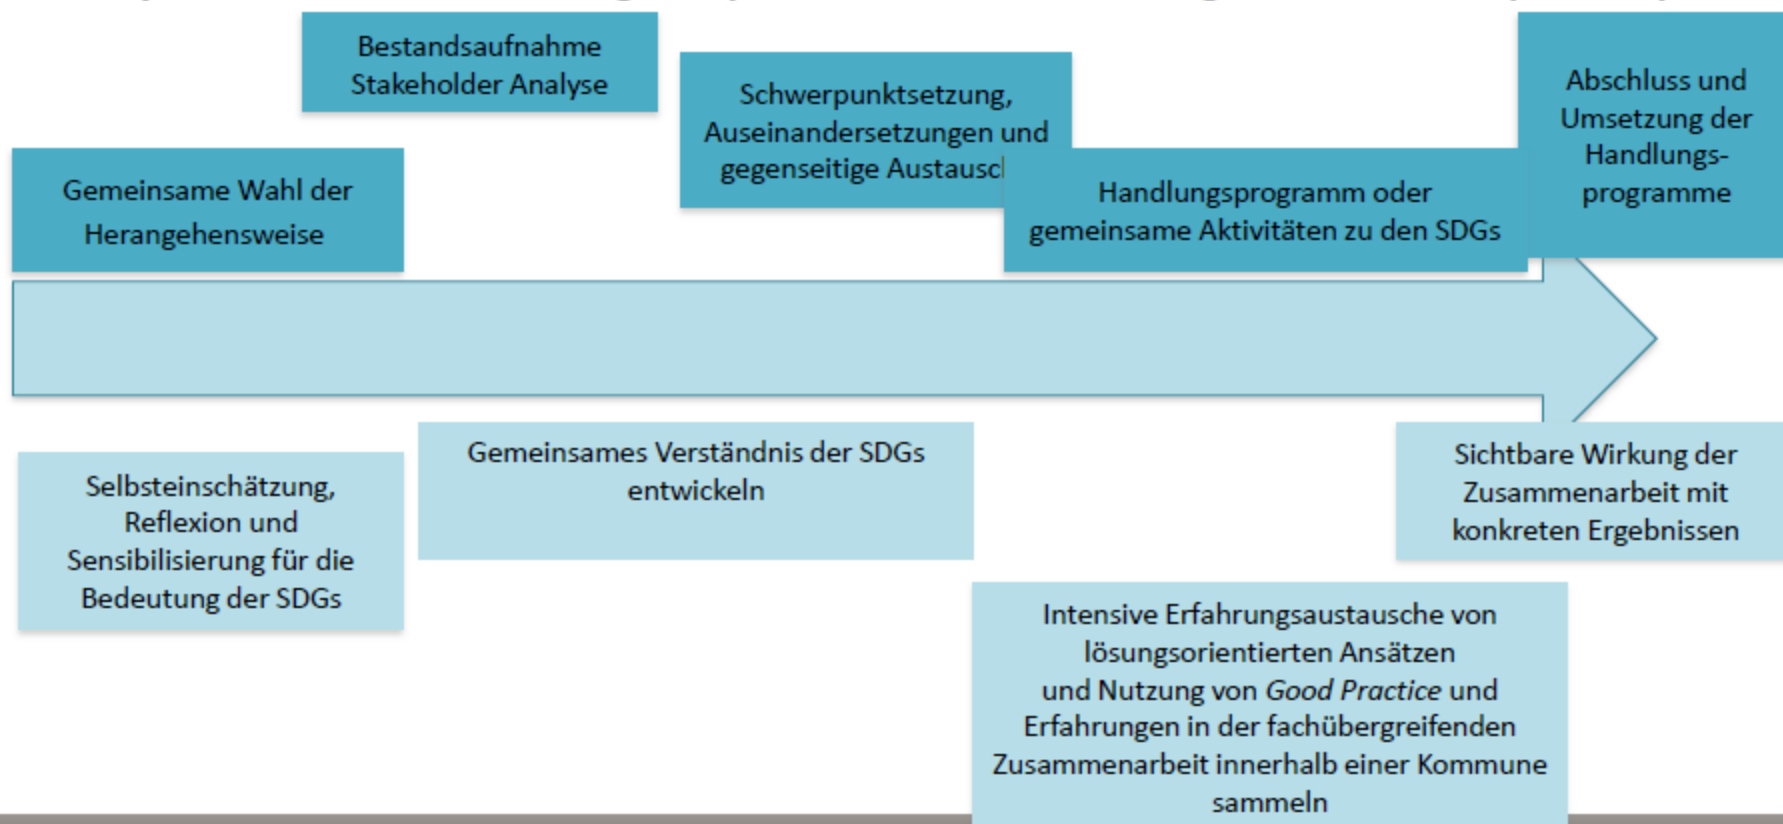 Bestandsaufnahme
Stakeholder Analyse
Schwerpunktsetzung,
Auseinandersetzungen und
gegenseitige Austausch
Abschluss und
Umsetzung der
Handlungs-
programme
Gemeinsame Wahl der
Herangehensweise
Handlungsprogramm oder
gemeinsame Aktivitäten zu den SDGs
Selbsteinschätzung,
Reflexion und
Sensibilisierung für die
Bedeutung der SDGs
Gemeinsames Verständnis der SDGs
entwickeln
Sichtbare Wirkung der
Zusammenarbeit mit
konkreten Ergebnissen
Intensive Erfahrungsaustausche von
lösungsorientierten Ansätzen
und Nutzung von Good Practice und
Erfahrungen in der fachübergreifenden
Zusammenarbeit innerhalb einer Kommune
sammeln